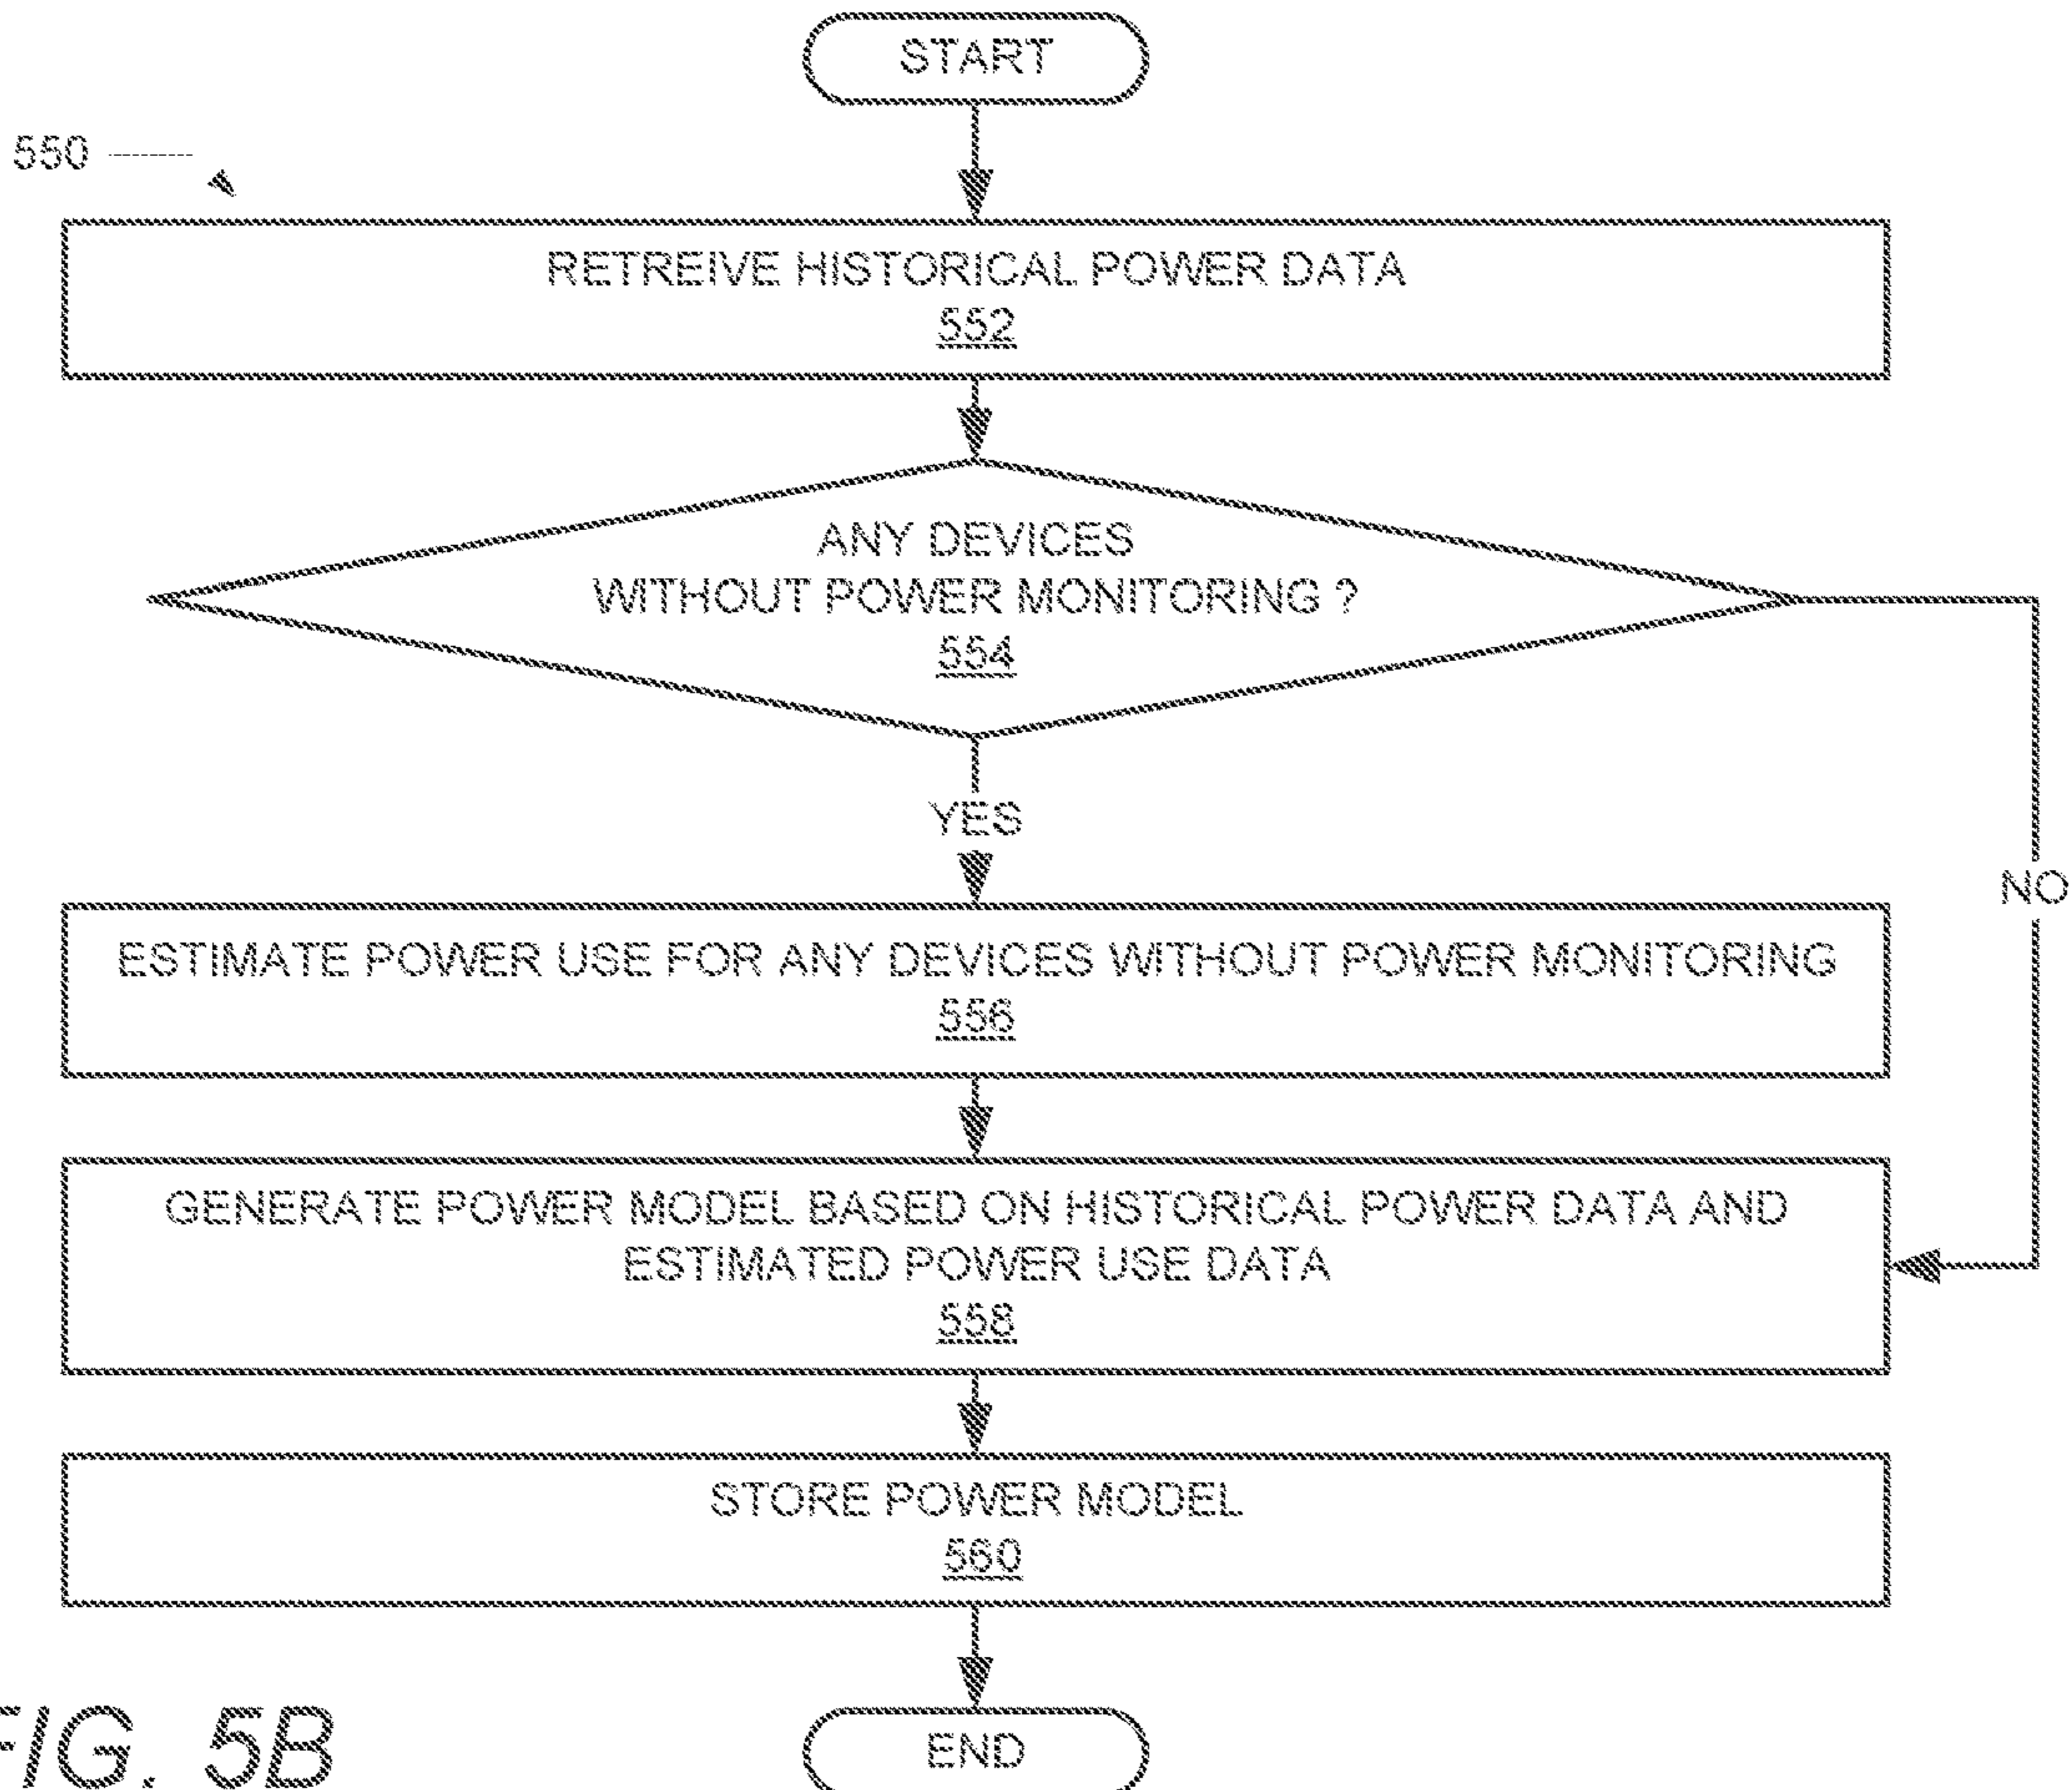 START
550
RETREIVE HISTORICAL POWER DATA
552
ANY DEVICES
WITHOUT POWER MONITORING ?
554
YES
NO
ESTIMATE POWER USE FOR ANY DEVICES WITHOUT POWER MONITORING
556
GENERATE POWER MODEL BASED ON HISTORICAL POWER DATA AND
ESTIMATED POWER USE DATA
558
STORE POWER MODEL
560
END
FIG. 5B